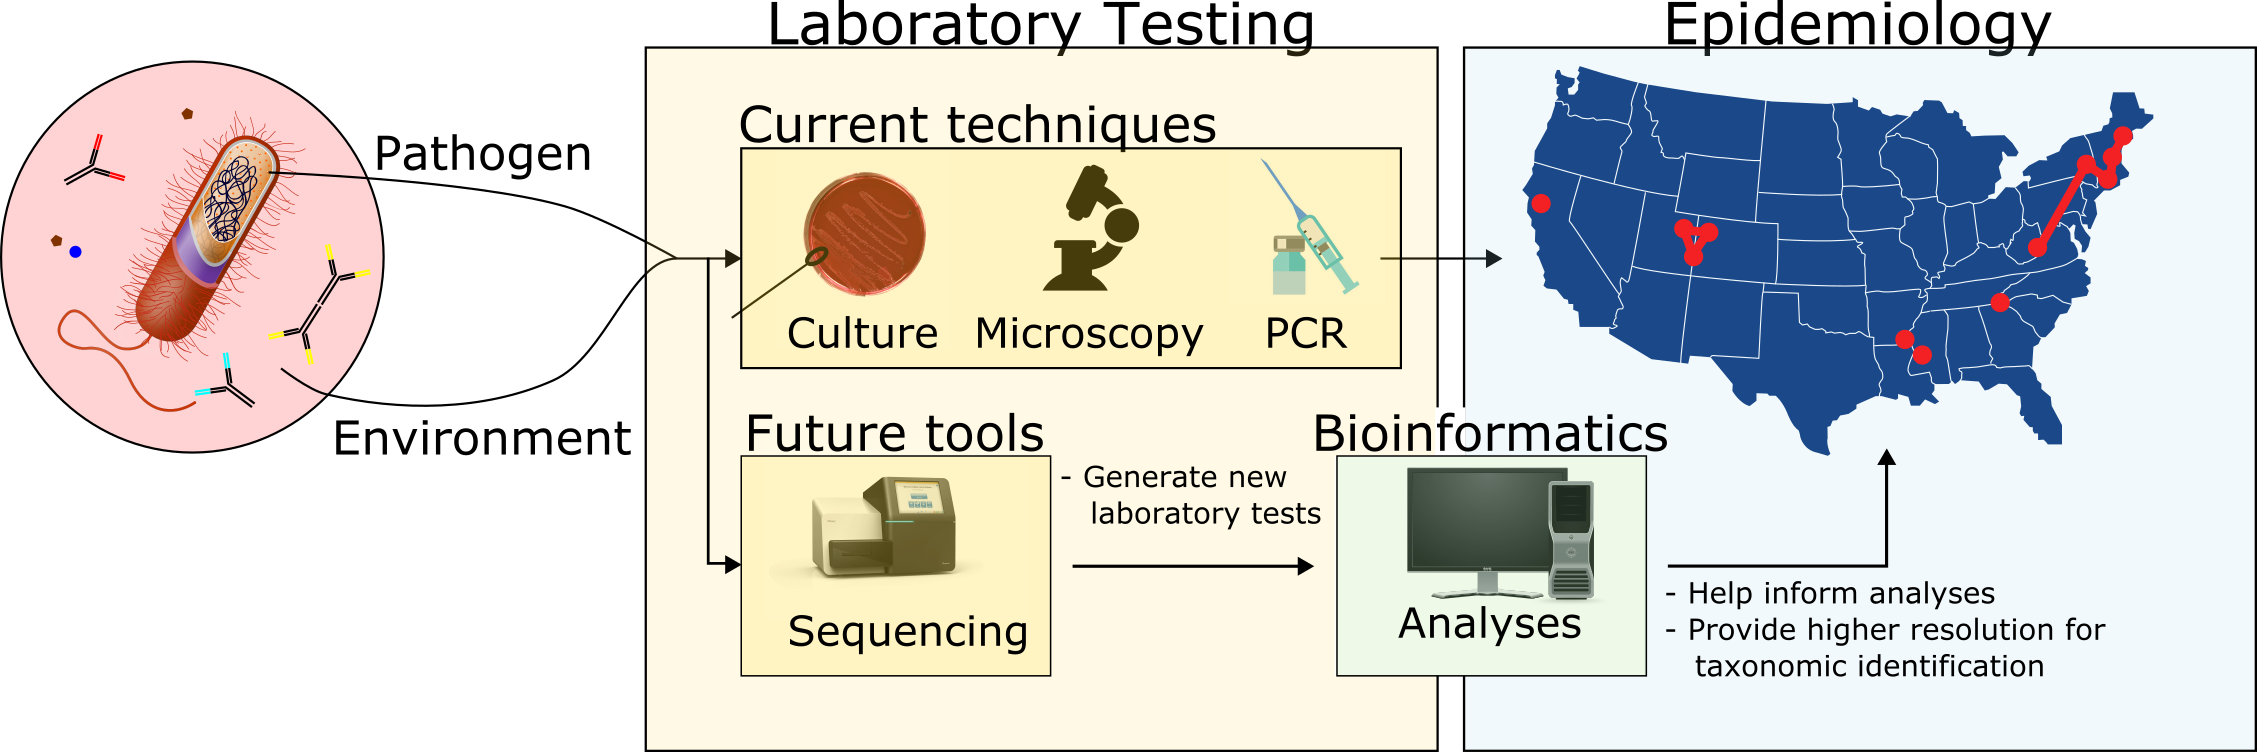 Laboratory Testing
Epidemiology
Pathogen
Current techniques
Culture
Microscopy
PCR
Environment
Future tools
- Generate new
laboratory tests
Bioinformatics
Sequencing
Analyses
- Help inform analyses
- Provide higher resolution for
taxonomic identification